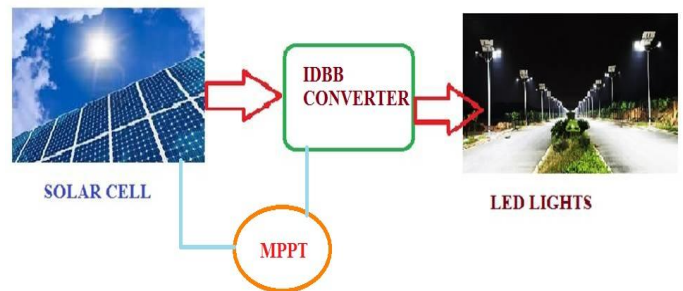 IDBB
CONVERTER
SOLAR CELL
LED LIGHTS
MPPT